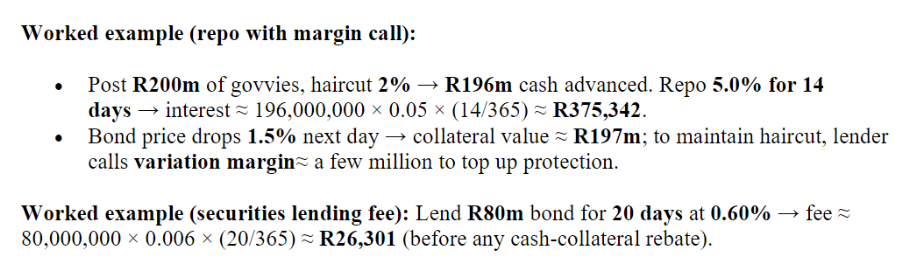 Worked example (repo with margin call):
• Post R200m of govvies, haircut 2% → R196m cash advanced. Repo 5.0% for 14
days → interest ≈ 196,000,000 × 0.05 × (14/365) ≈ R375,342.
• Bond price drops 1.5% next day → collateral value ≈ R197m; to maintain haircut, lender
calls variation margin≈ a few million to top up protection.
Worked example (securities lending fee): Lend R80m bond for 20 days at 0.60% → fee ≈
80,000,000 × 0.006 × (20/365) ≈ R26,301 (before any cash-collateral rebate).